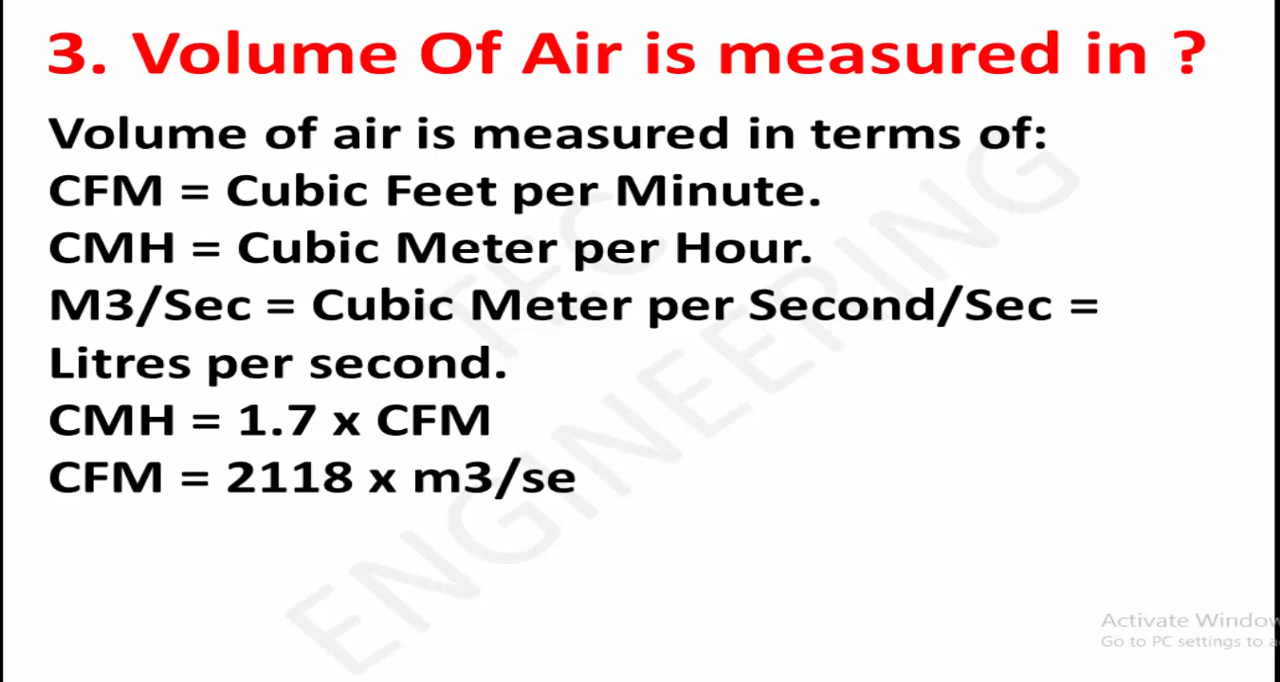 3. Volume Of Air is measured in ?
Volume of air is measured in terms of:
CFM = Cubic Feet per Minute.
CMH = Cubic Meter per Hour.
M3/Sec = Cubic Meter per Second/Sec =
Litres per second.
CMH = 1.7 x CFM
CFM = 2118 x m3/se
TEC
ENGINEERING
Activate Window
Go to PC settings to a